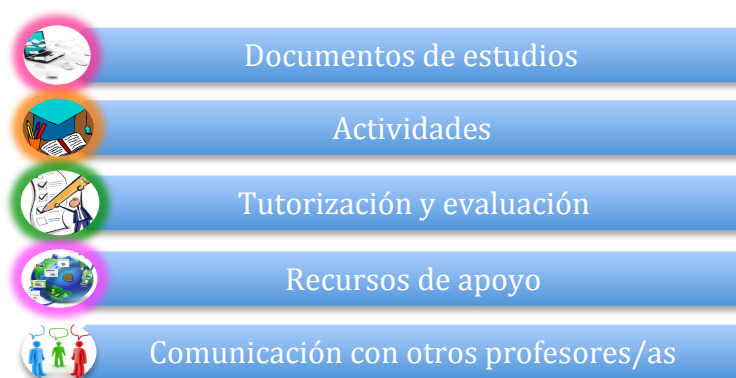 Documentos de estudios
Actividades
Tutorización y evaluación
Recursos de apoyo
Comunicación con otros profesores/as